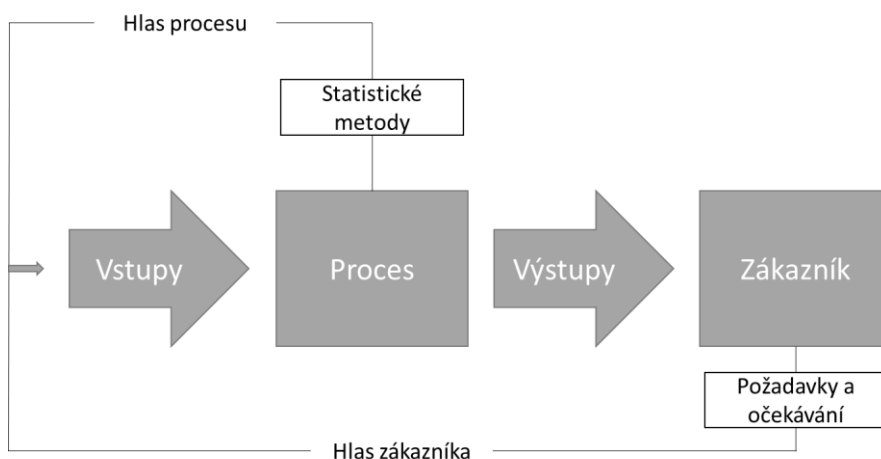 Hlas procesu
Statistické
metody
Vstupy
Proces
Výstupy
Zákazník
Požadavky a
očekávání
Hlas zákazníka